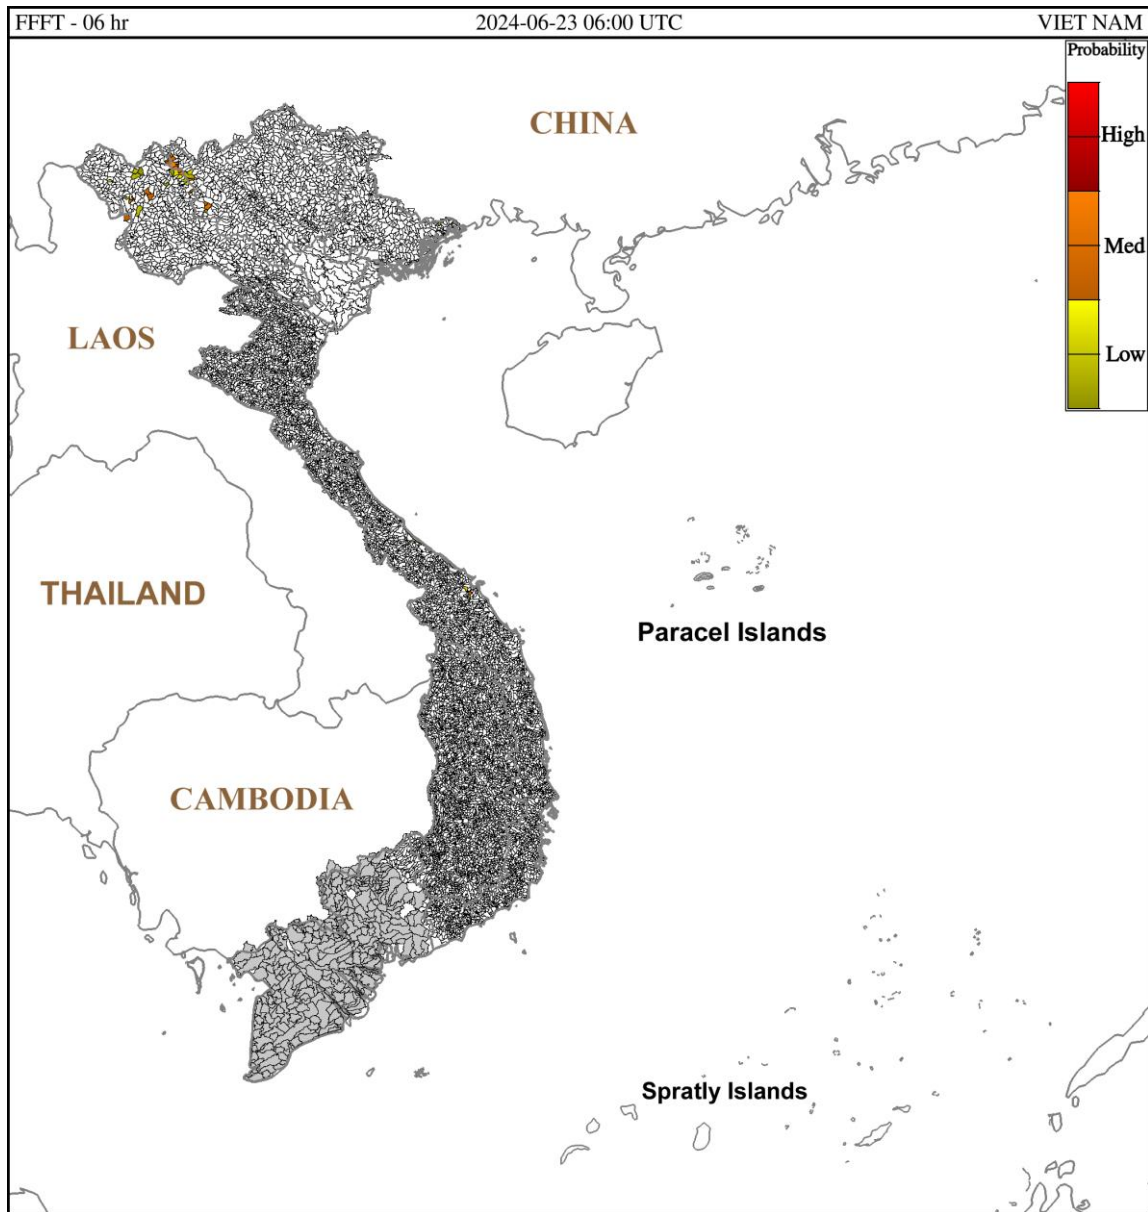 FFFT - 06 hr 2024-06-23 06:00 UTC VIET NAM
Probability
CHINA
High
Med
LAOS
Low
THAILAND
Paracel Islands
CAMBODIA
Spratly Islands